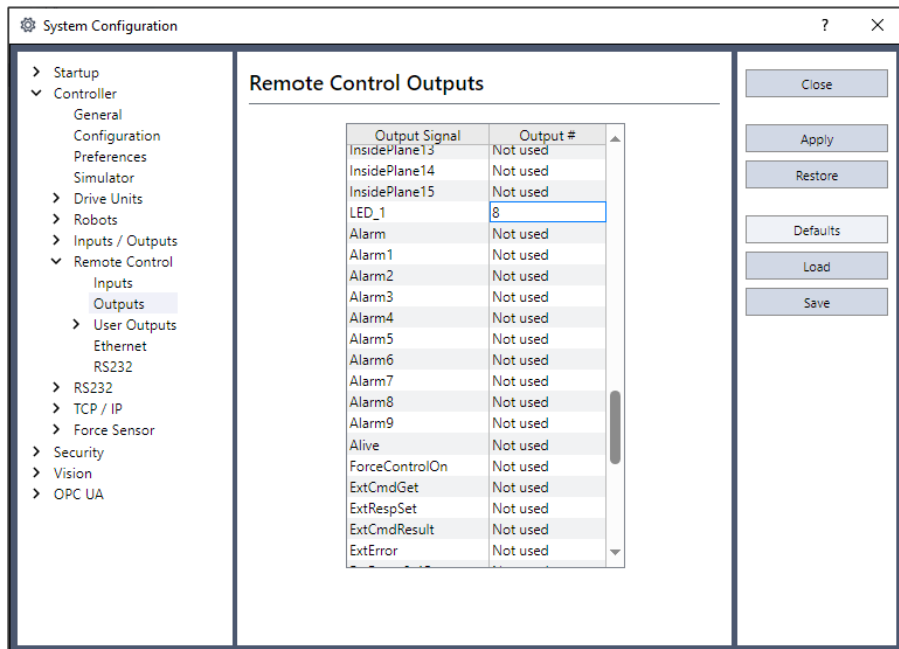 System Configuration
?
Startup
Controller
General
Configuration
Preferences
Simulator
Drive Units
Robots
Inputs / Outputs
Remote Control
Inputs
Outputs
User Outputs
Ethernet
RS232
RS232
TCP / IP
Force Sensor
Security
Vision
OPC UA
Remote Control Outputs
Output Signal Output #
InsidePlane13 Not used
InsidePlane14 Not used
InsidePlane15 Not used
LED_1 8
Alarm Not used
Alarm1 Not used
Alarm2 Not used
Alarm3 Not used
Alarm4 Not used
Alarm5 Not used
Alarm6 Not used
Alarm7 Not used
Alarm8 Not used
Alarm9 Not used
Alive Not used
ForceControlOn Not used
ExtCmdGet Not used
ExtRespSet Not used
ExtCmdResult Not used
ExtError Not used
Close
Apply
Restore
Defaults
Load
Save